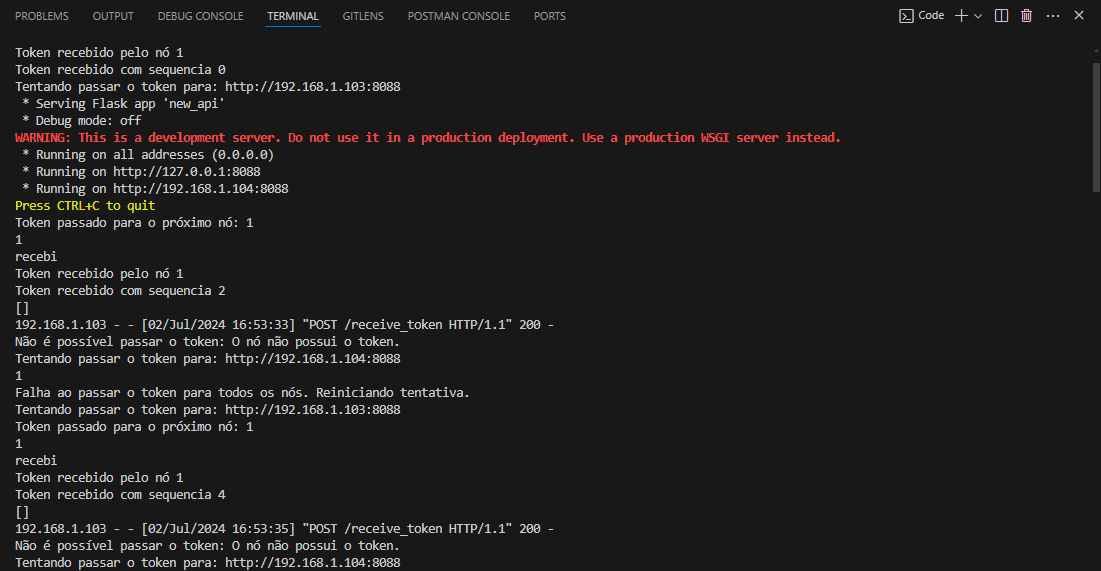 PROBLEMS OUTPUT DEBUG CONSOLE TERMINAL GITLENS POSTMAN CONSOLE PORTS Code
Token recebido pelo nó 1
Token recebido com sequencia 0
Tentando passar o token para: http://192.168.1.103:8088
* Serving Flask app 'new_api'
* Debug mode: off
WARNING: This is a development server. Do not use it in a production deployment. Use a production WSGI server instead.
* Running on all addresses (0.0.0.0)
* Running on http://127.0.0.1:8088
* Running on http://192.168.1.104:8088
Press CTRL+C to quit
Token passado para o próximo nó: 1
1
recebi
Token recebido pelo nó 1
Token recebido com sequencia 2
[]
192.168.1.103 - - [02/Jul/2024 16:53:33] "POST /receive_token HTTP/1.1" 200 -
Não é possível passar o token: O nó não possui o token.
Tentando passar o token para: http://192.168.1.104:8088
1
Falha ao passar o token para todos os nós. Reiniciando tentativa.
Tentando passar o token para: http://192.168.1.103:8088
Token passado para o próximo nó: 1
1
recebi
Token recebido pelo nó 1
Token recebido com sequencia 4
[]
192.168.1.103 - - [02/Jul/2024 16:53:35] "POST /receive_token HTTP/1.1" 200 -
Não é possível passar o token: O nó não possui o token.
Tentando passar o token para: http://192.168.1.104:8088